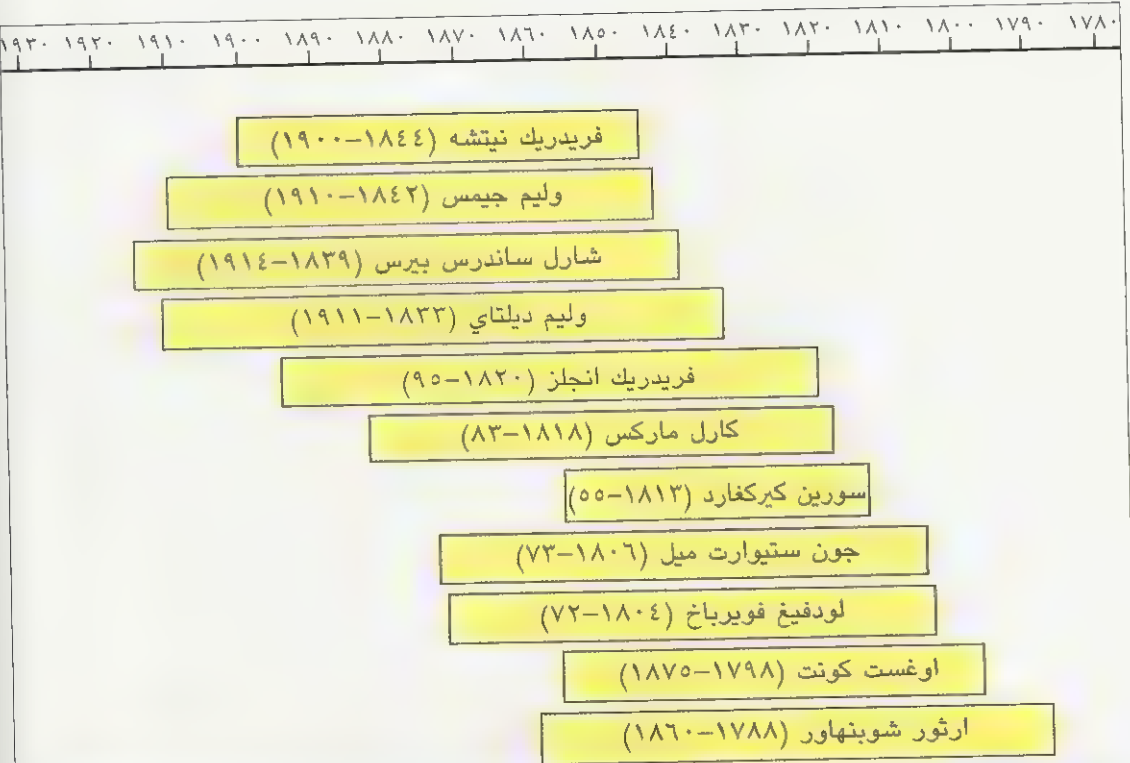 ١٧٨٠ ١٧٩٠ ١٨٠٠ ١٨١٠ ١٨٢٠ ١٨٣٠ ١٨٤٠ ١٨٥٠ ١٨٦٠ ١٨٧٠ ١٨٨٠ ١٨٩٠ ١٩٠٠ ١٩١٠ ١٩٢٠ ١٩٣٠
فريدريك نيتشه (١٨٤٤–١٩٠٠)
وليم جيمس (١٨٤٢–١٩١٠)
شارل ساندرس بيرس (١٨٣٩–١٩١٤)
وليم ديلتاي (١٨٣٣–١٩١١)
فريدريك انجلز (١٨٢٠–٩٥)
كارل ماركس (١٨١٨–٨٣)
سورين كيركغارد (١٨١٣–٥٥)
جون ستيوارت ميل (١٨٠٦–٧٣)
لودفيغ فويرباخ (١٨٠٤–٧٢)
اوغست كونت (١٧٩٨–١٨٧٥)
ارثور شوبنهاور (١٧٨٨–١٨٦٠)